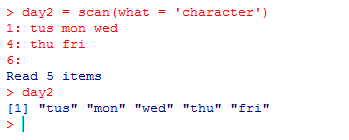 > day2 = scan(what = 'character')
1: tus mon wed
4: thu fri
6:
Read 5 items
> day2
[1] "tus" "mon" "wed" "thu" "fri"
>